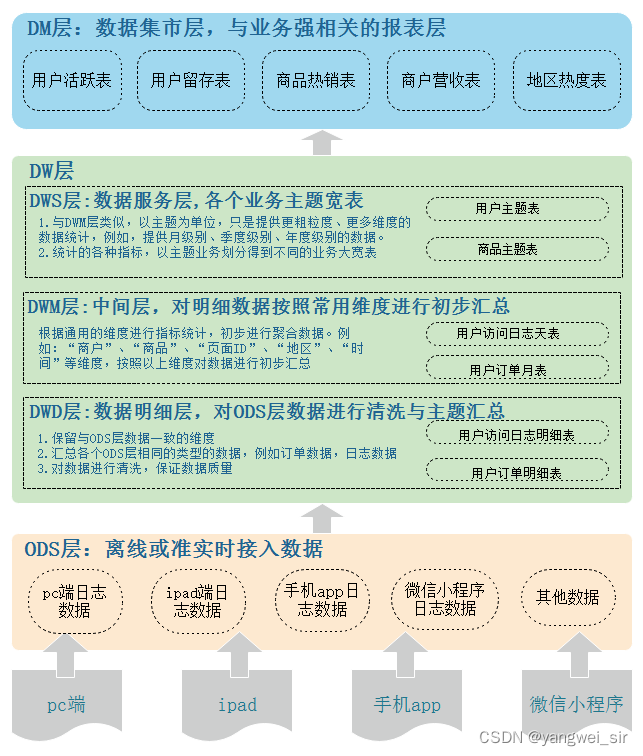 DM层：数据集市层，与业务强相关的报表层
用户活跃表
用户留存表
商品热销表
商户营收表
地区热度表
DW层
DWS层:数据服务层,各个业务主题宽表
1.与DWM层类似，以主题为单位，只是提供更粗粒度、更多维度的
数据统计，例如，提供月级别、季度级别、年度级别的数据。
2.统计的各种指标，以主题业务划分得到不同的业务大宽表
用户主题表
商品主题表
DWM层:中间层，对明细数据按照常用维度进行初步汇总
根据通用的维度进行指标统计，初步进行聚合数据。例
如：“商户”、“商品”、“页面ID”、“地区”、“时
间”等维度，按照以上维度对数据进行初步汇总
用户访问日志天表
用户订单月表
DWD层:数据明细层，对ODS层数据进行清洗与主题汇总
1.保留与ODS层数据一致的维度
2.汇总各个ODS层相同的类型的数据，例如订单数据，日志数据
3.对数据进行清洗，保证数据质量
用户访问日志明细表
用户订单明细表
ODS层：离线或准实时接入数据
pc端日志
数据
ipad端日
志数据
手机app日
志数据
微信小程序
日志数据
其他数据
pc端
ipad
手机app
微信小程序
CSDN @yangwei_sir